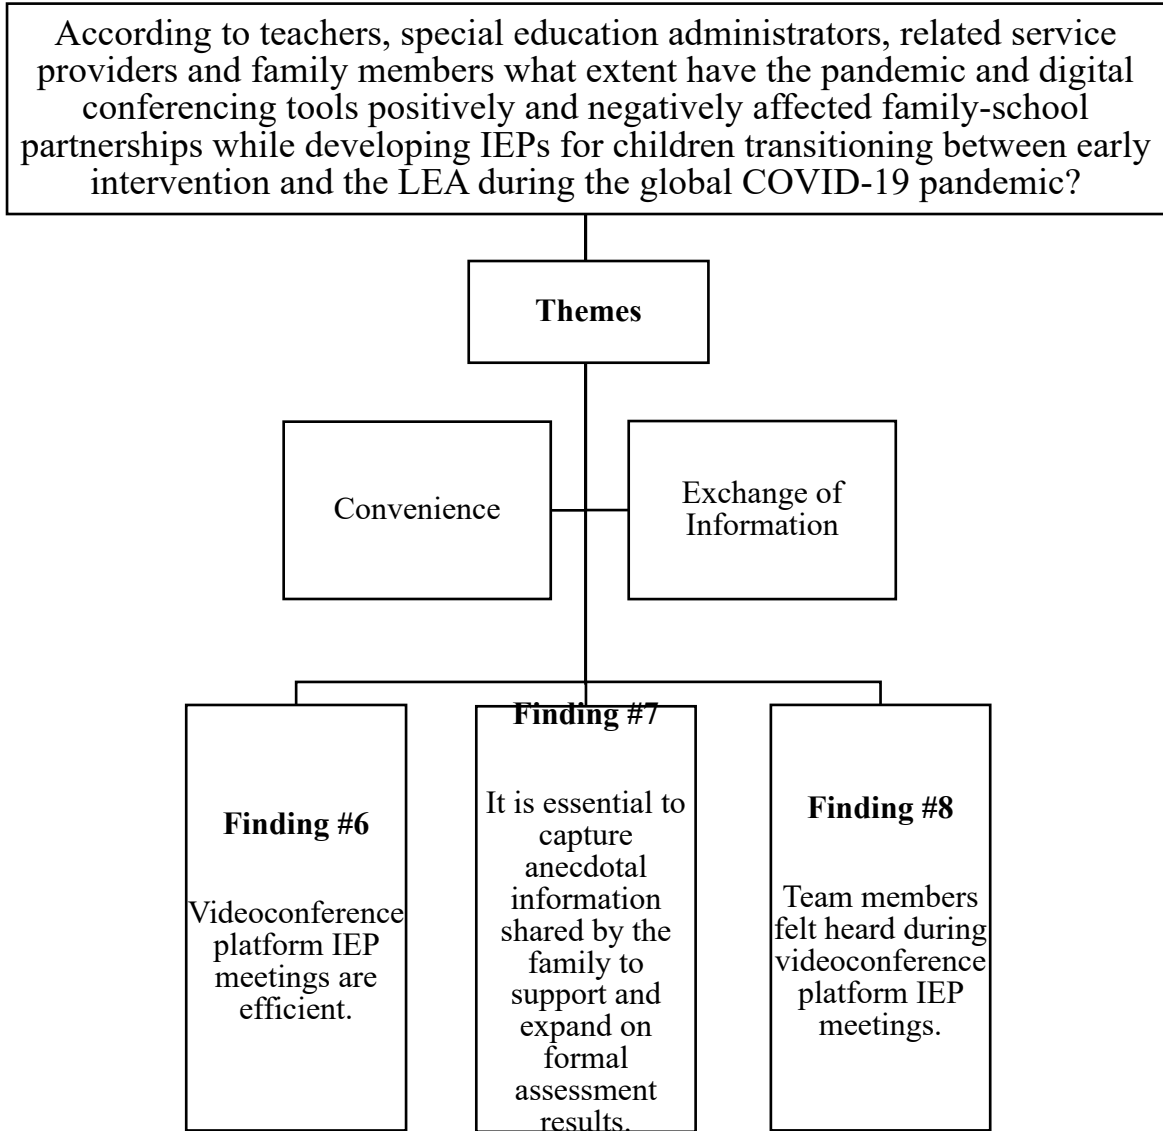 According to teachers, special education administrators, related service
providers and family members what extent have the pandemic and digital
conferencing tools positively and negatively affected family-school
partnerships while developing IEPs for children transitioning between early
intervention and the LEA during the global COVID-19 pandemic?
Themes
Convenience
Exchange of
Information
Finding #6
Videoconference
platform IEP
meetings are
efficient.
Finding #7
It is essential to
capture
anecdotal
information
shared by the
family to
support and
expand on
formal
assessment
results.
Finding #8
Team members
felt heard during
videoconference
platform IEP
meetings.